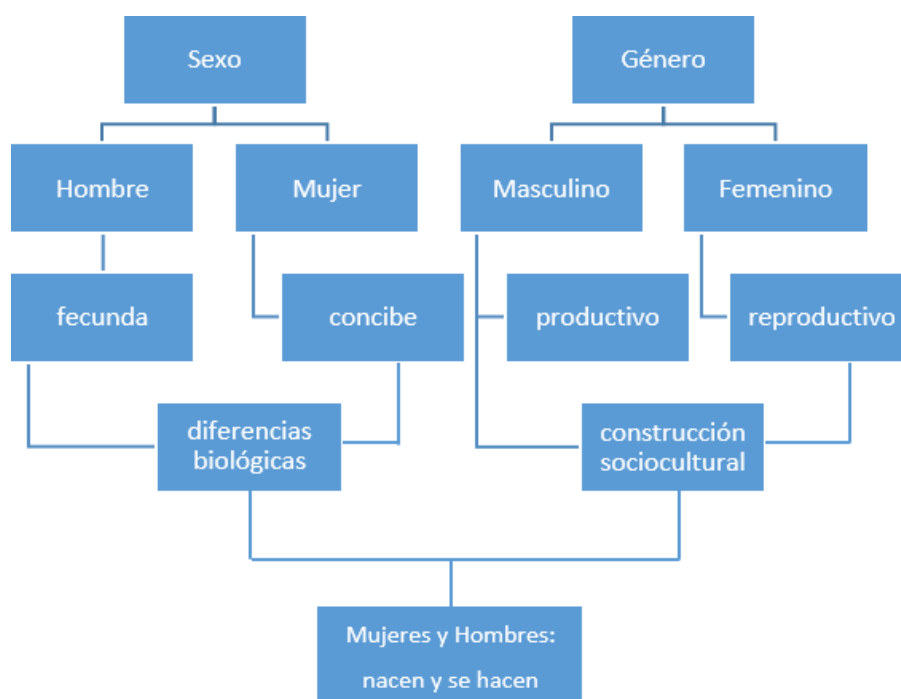 Sexo
Género
Hombre
Mujer
Masculino
Femenino
fecunda
concibe
productivo
reproductivo
diferencias
biológicas
construcción
sociocultural
Mujeres y Hombres:
nacen y se hacen